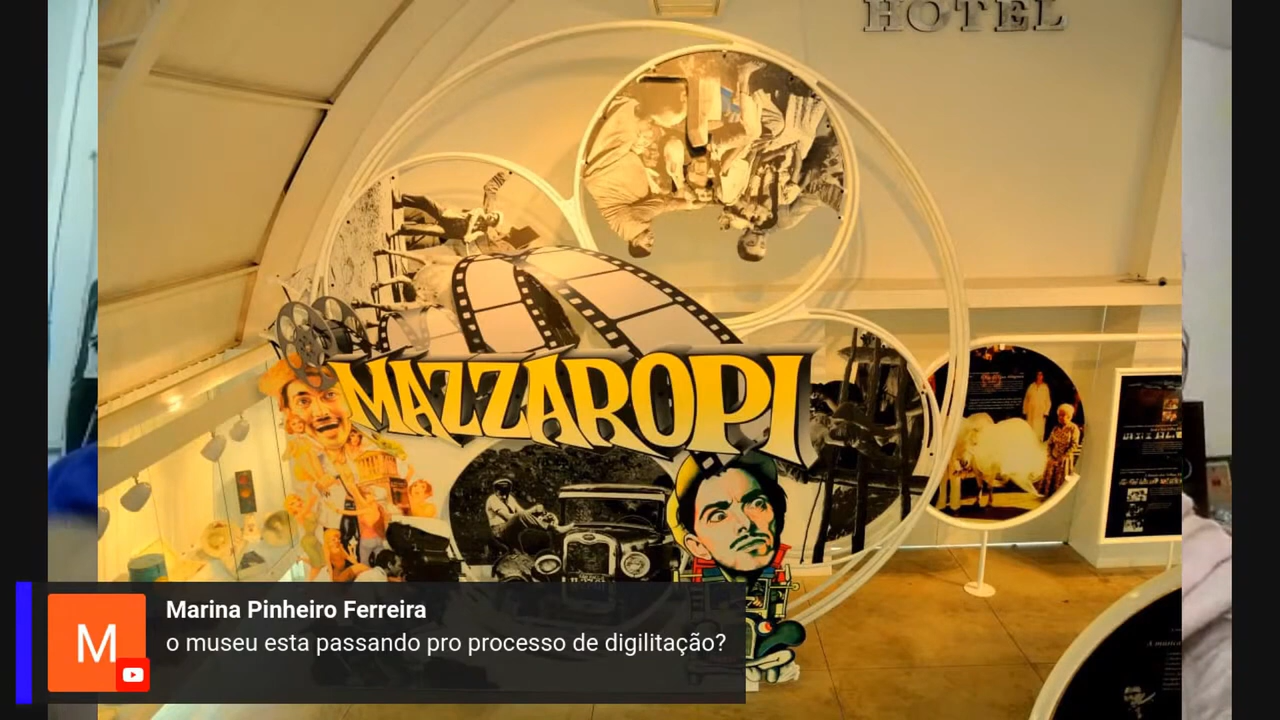 HOTEL
MAZZAROPI
M
Marina Pinheiro Ferreira
o museu esta passando pro processo de digilitação?